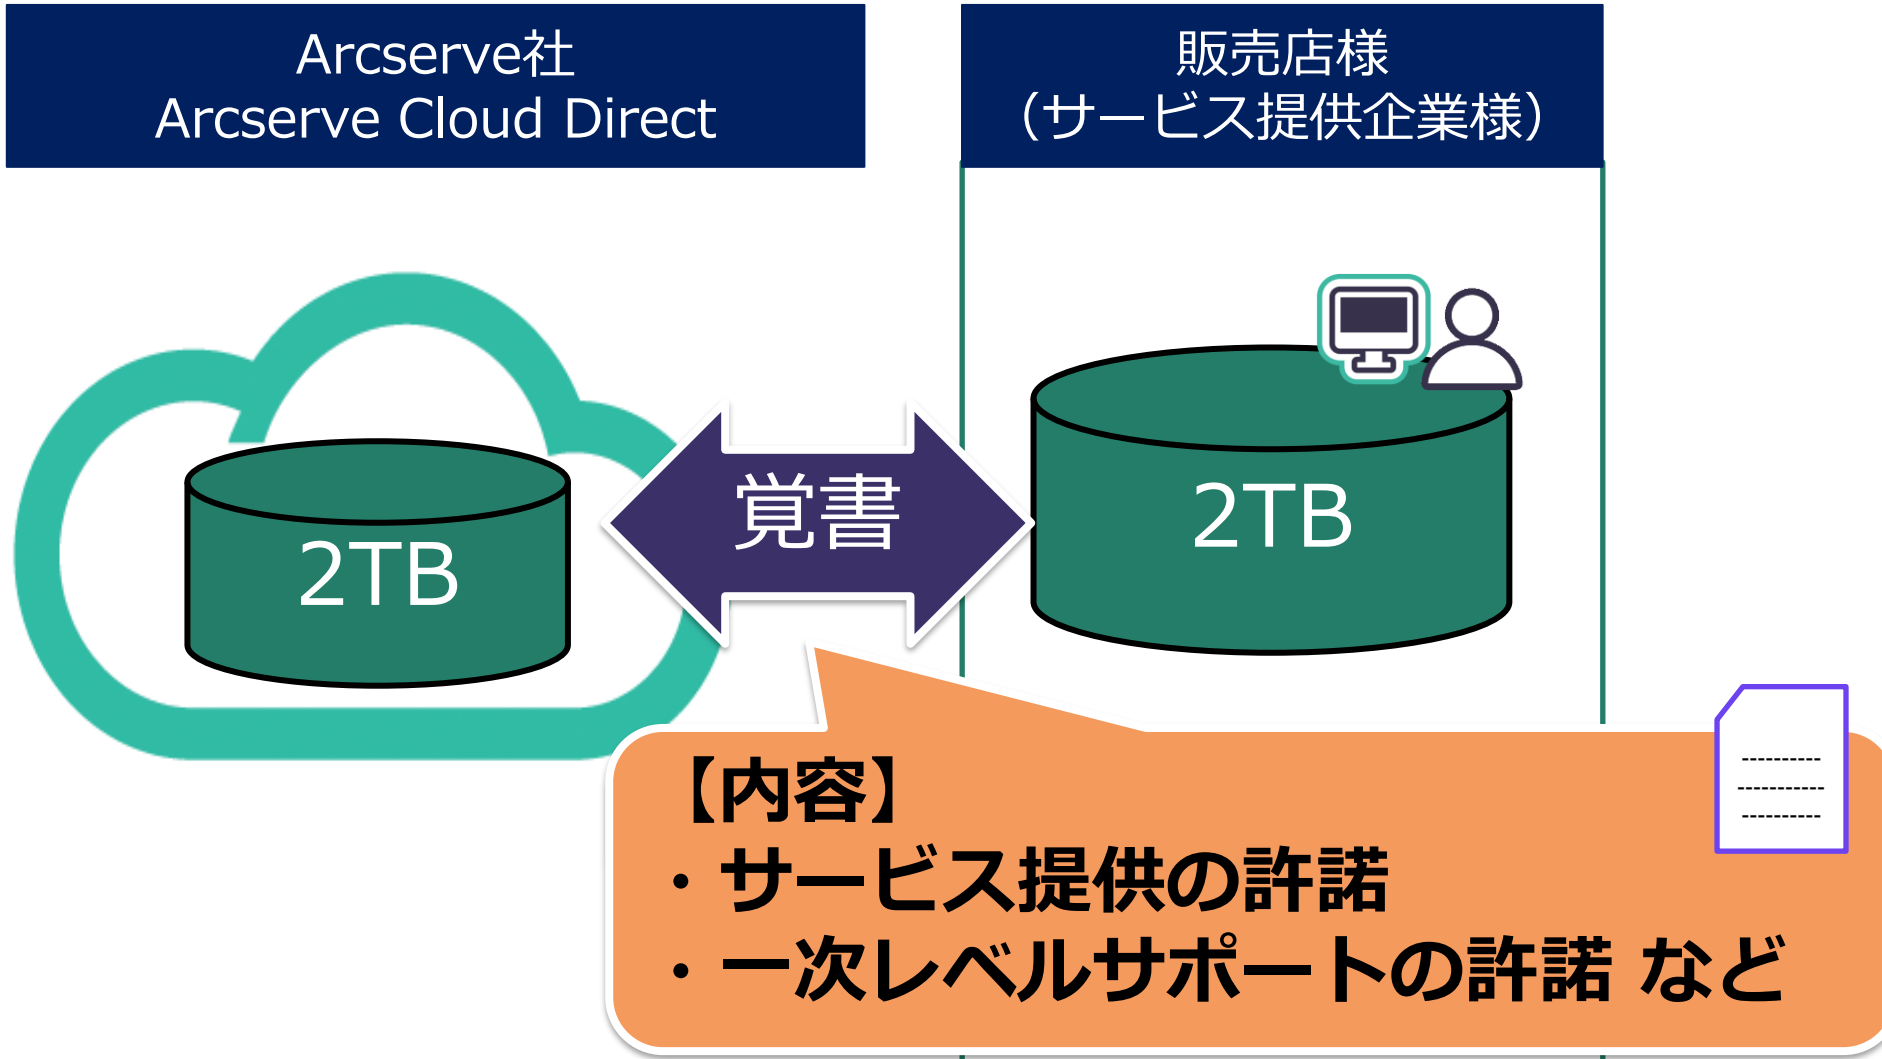 Arcserve社
Arcserve Cloud Direct
販売店様
（サービス提供企業様）
2TB
覚書
2TB
【内容】
・サービス提供の許諾
・一次レベルサポートの許諾 など